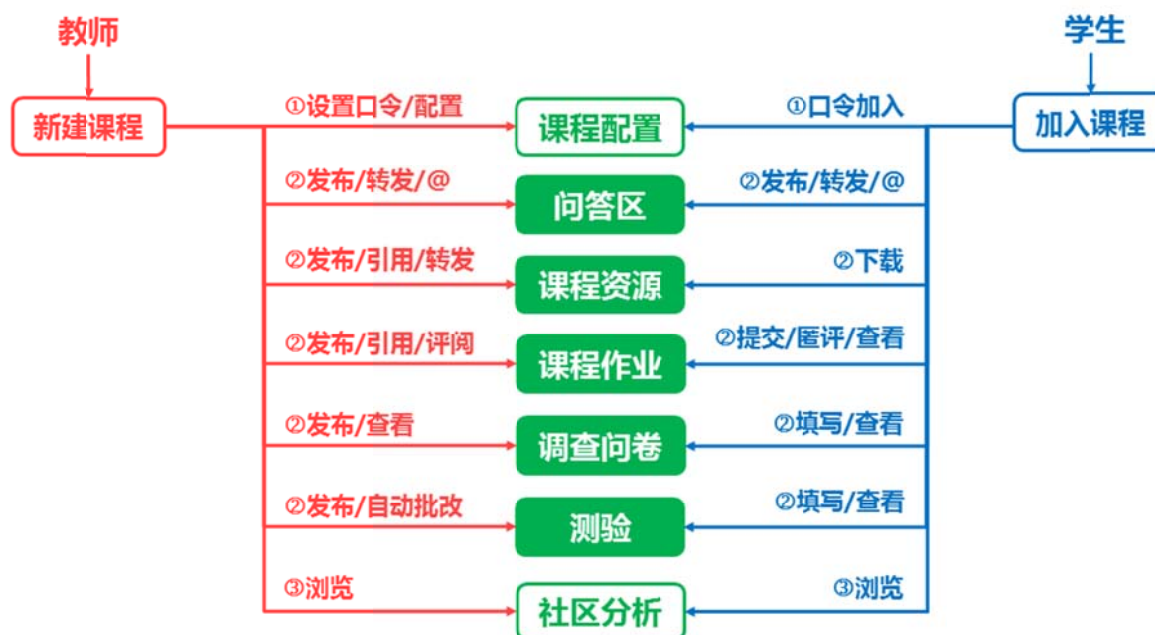 教师
学生
新建课程
①设置口令/配置
课程配置
①口令加入
加入课程
②发布/转发/@
问答区
②发布/转发/@
②发布/引用/转发
课程资源
②下载
②发布/引用/评阅
课程作业
②提交/匿评/查看
②发布/查看
调查问卷
②填写/查看
②发布/自动批改
测验
②填写/查看
③浏览
社区分析
③浏览